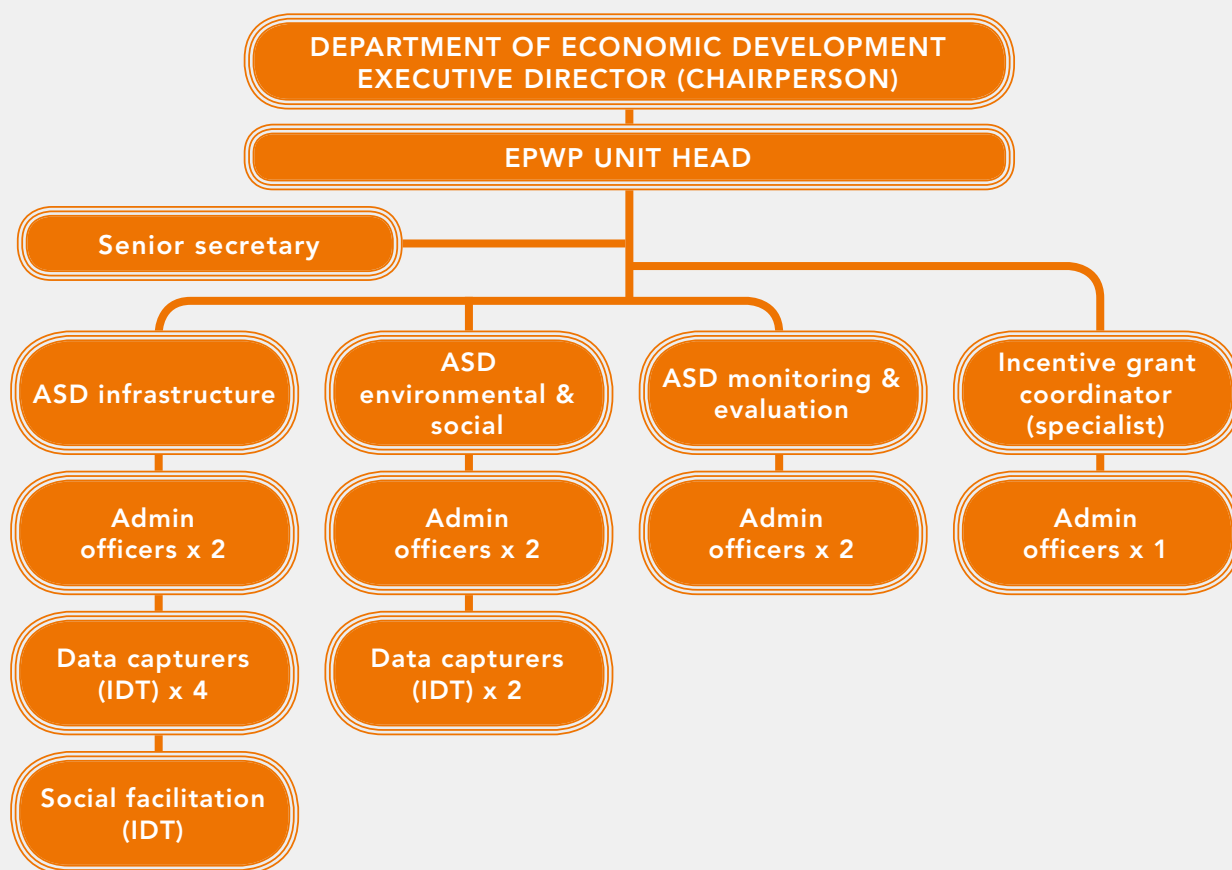 DEPARTMENT OF ECONOMIC DEVELOPMENT
EXECUTIVE DIRECTOR (CHAIRPERSON)
EPWP UNIT HEAD
Senior secretary
ASD infrastructure
ASD
environmental &
social
ASD monitoring &
evaluation
Incentive grant
coordinator
(specialist)
Admin
officers x 2
Admin
officers x 2
Admin
officers x 2
Admin
officers x 1
Data capturers
(IDT) x 4
Data capturers
(IDT) x 2
Social facilitation
(IDT)